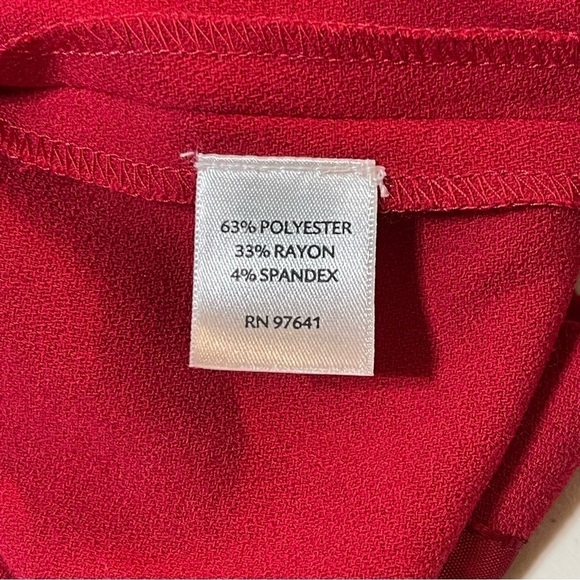 63% POLYESTER
33% RAYON
4% SPANDEX
RN 97641